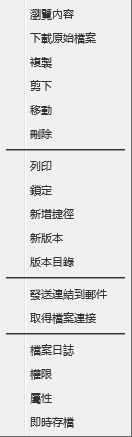 瀏覽內容
下載原始檔案
複製
剪下
移動
刪除
列印
鎖定
新增捷徑
新版本
版本目錄
發送連結到郵件
取得檔案連接
檔案日誌
權限
屬性
即時存檔